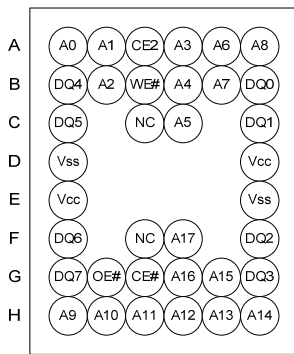 A A0 A1 CE2 A3 A6 A8
B DQ4 A2 WE# A4 A7 DQ0
C DQ5 NC A5 DQ1
D Vss Vcc
E Vcc Vss
F DQ6 NC A17 DQ2
G DQ7 OE# CE# A16 A15 DQ3
H A9 A10 A11 A12 A13 A14